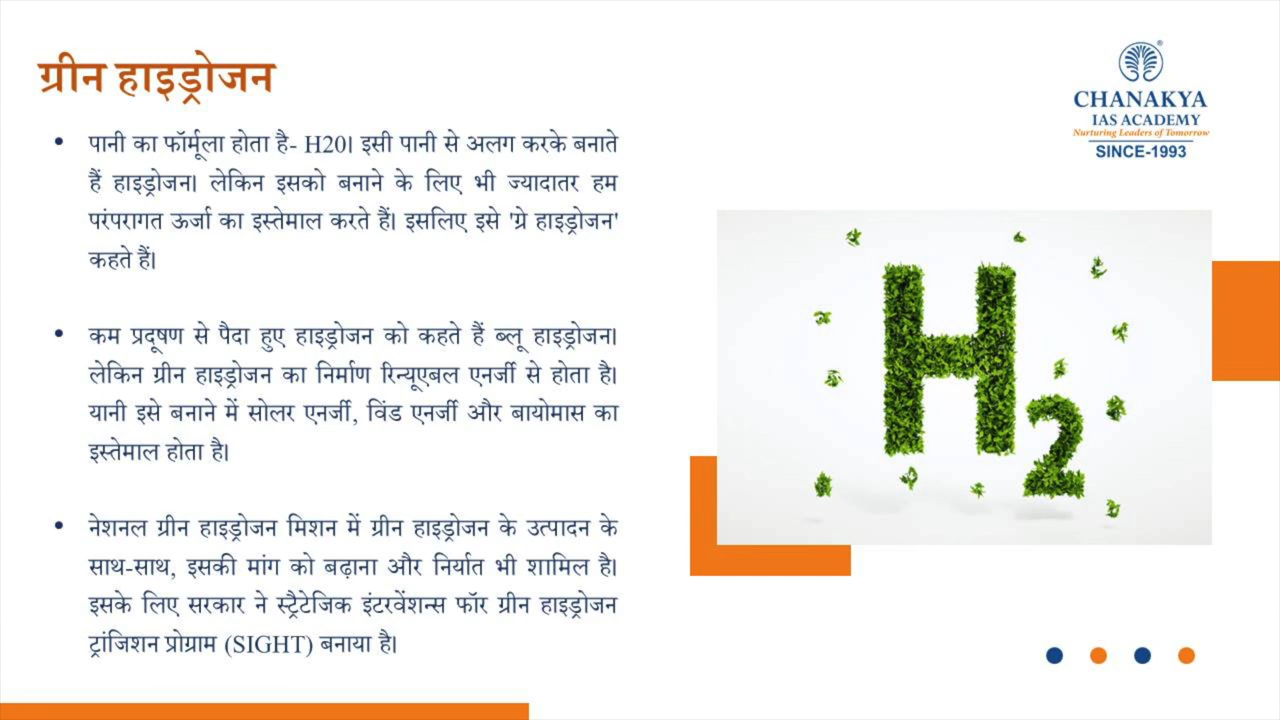 ग्रीन हाइड्रोजन
• पानी का फॉर्मूला होता है- H20। इसी पानी से अलग करके बनाते
हैं हाइड्रोजन। लेकिन इसको बनाने के लिए भी ज्यादातर हम
परंपरागत ऊर्जा का इस्तेमाल करते हैं। इसलिए इसे 'ग्रे हाइड्रोजन'
कहते हैं।
• कम प्रदूषण से पैदा हुए हाइड्रोजन को कहते हैं ब्लू हाइड्रोजन।
लेकिन ग्रीन हाइड्रोजन का निर्माण रिन्यूएबल एनर्जी से होता है।
यानी इसे बनाने में सोलर एनर्जी, विंड एनर्जी और बायोमास का
इस्तेमाल होता है।
• नेशनल ग्रीन हाइड्रोजन मिशन में ग्रीन हाइड्रोजन के उत्पादन के
साथ-साथ, इसकी मांग को बढ़ाना और निर्यात भी शामिल है।
इसके लिए सरकार ने स्ट्रैटेजिक इंटरवेंशन्स फॉर ग्रीन हाइड्रोजन
ट्रांजिशन प्रोग्राम (SIGHT) बनाया है।
®
CHANAKYA
IAS ACADEMY
Nurturing Leaders of Tomorrow
SINCE-1993
H2